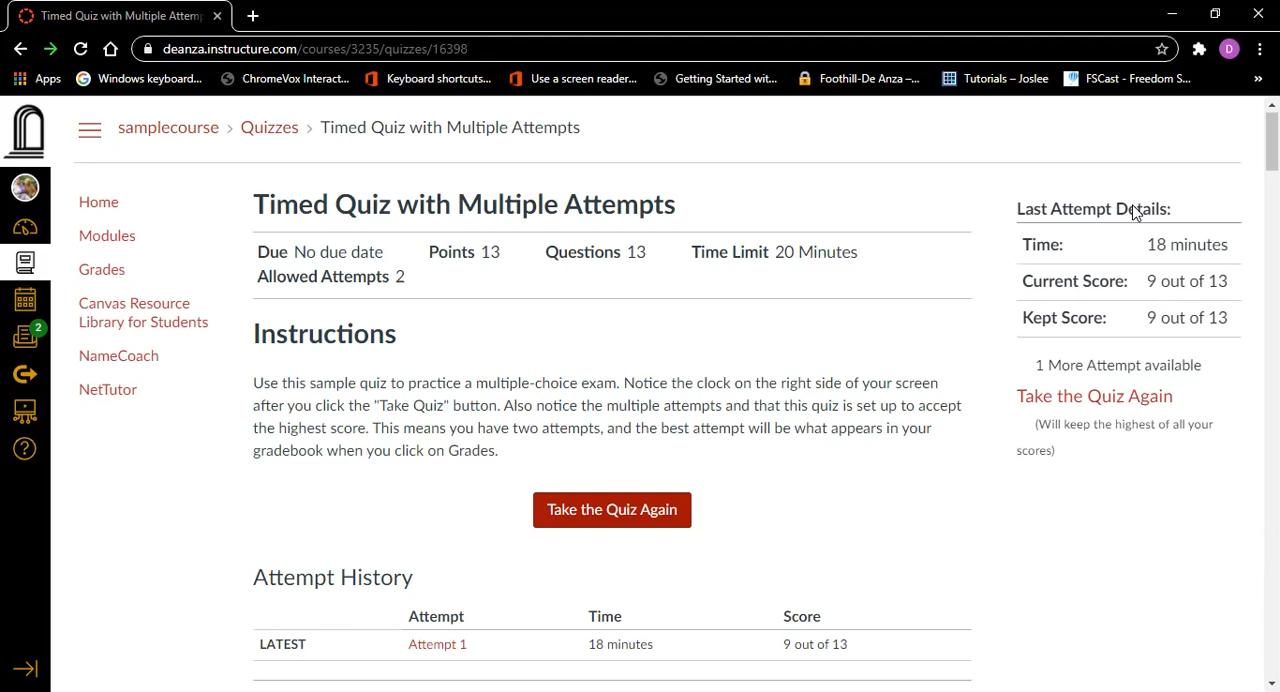 Timed Quiz with Multiple Attemp
deanza.instructure.com/courses/3235/quizzes/16398
D
Apps
Windows keyboard...
ChromeVox Interact...
Keyboard shortcuts...
Use a screen reader...
Getting Started wit...
Foothill-De Anza –...
Tutorials – Joslee
FSCast - Freedom S...
»
samplecourse > Quizzes > Timed Quiz with Multiple Attempts
2
Home
Modules
Grades
Canvas Resource
Library for Students
NameCoach
NetTutor
Timed Quiz with Multiple Attempts
Due No due date Points 13 Questions 13 Time Limit 20 Minutes
Allowed Attempts 2
Instructions
Use this sample quiz to practice a multiple-choice exam. Notice the clock on the right side of your screen
after you click the "Take Quiz" button. Also notice the multiple attempts and that this quiz is set up to accept
the highest score. This means you have two attempts, and the best attempt will be what appears in your
gradebook when you click on Grades.
Take the Quiz Again
Attempt History
Attempt Time Score
LATEST Attempt 1 18 minutes 9 out of 13
Last Attempt Details:
Time: 18 minutes
Current Score: 9 out of 13
Kept Score: 9 out of 13
1 More Attempt available
Take the Quiz Again
(Will keep the highest of all your
scores)